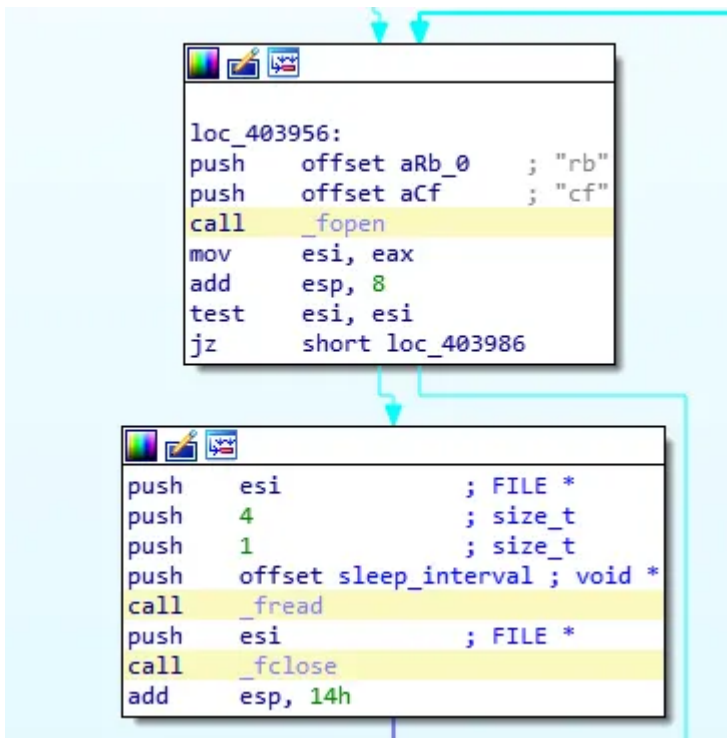 loc_403956:
push offset aRb_0 ; "rb"
push offset aCf ; "cf"
call _fopen
mov esi, eax
add esp, 8
test esi, esi
jz short loc_403986
push esi ; FILE *
push 4 ; size_t
push 1 ; size_t
push offset sleep_interval ; void *
call _fread
push esi ; FILE *
call _fclose
add esp, 14h